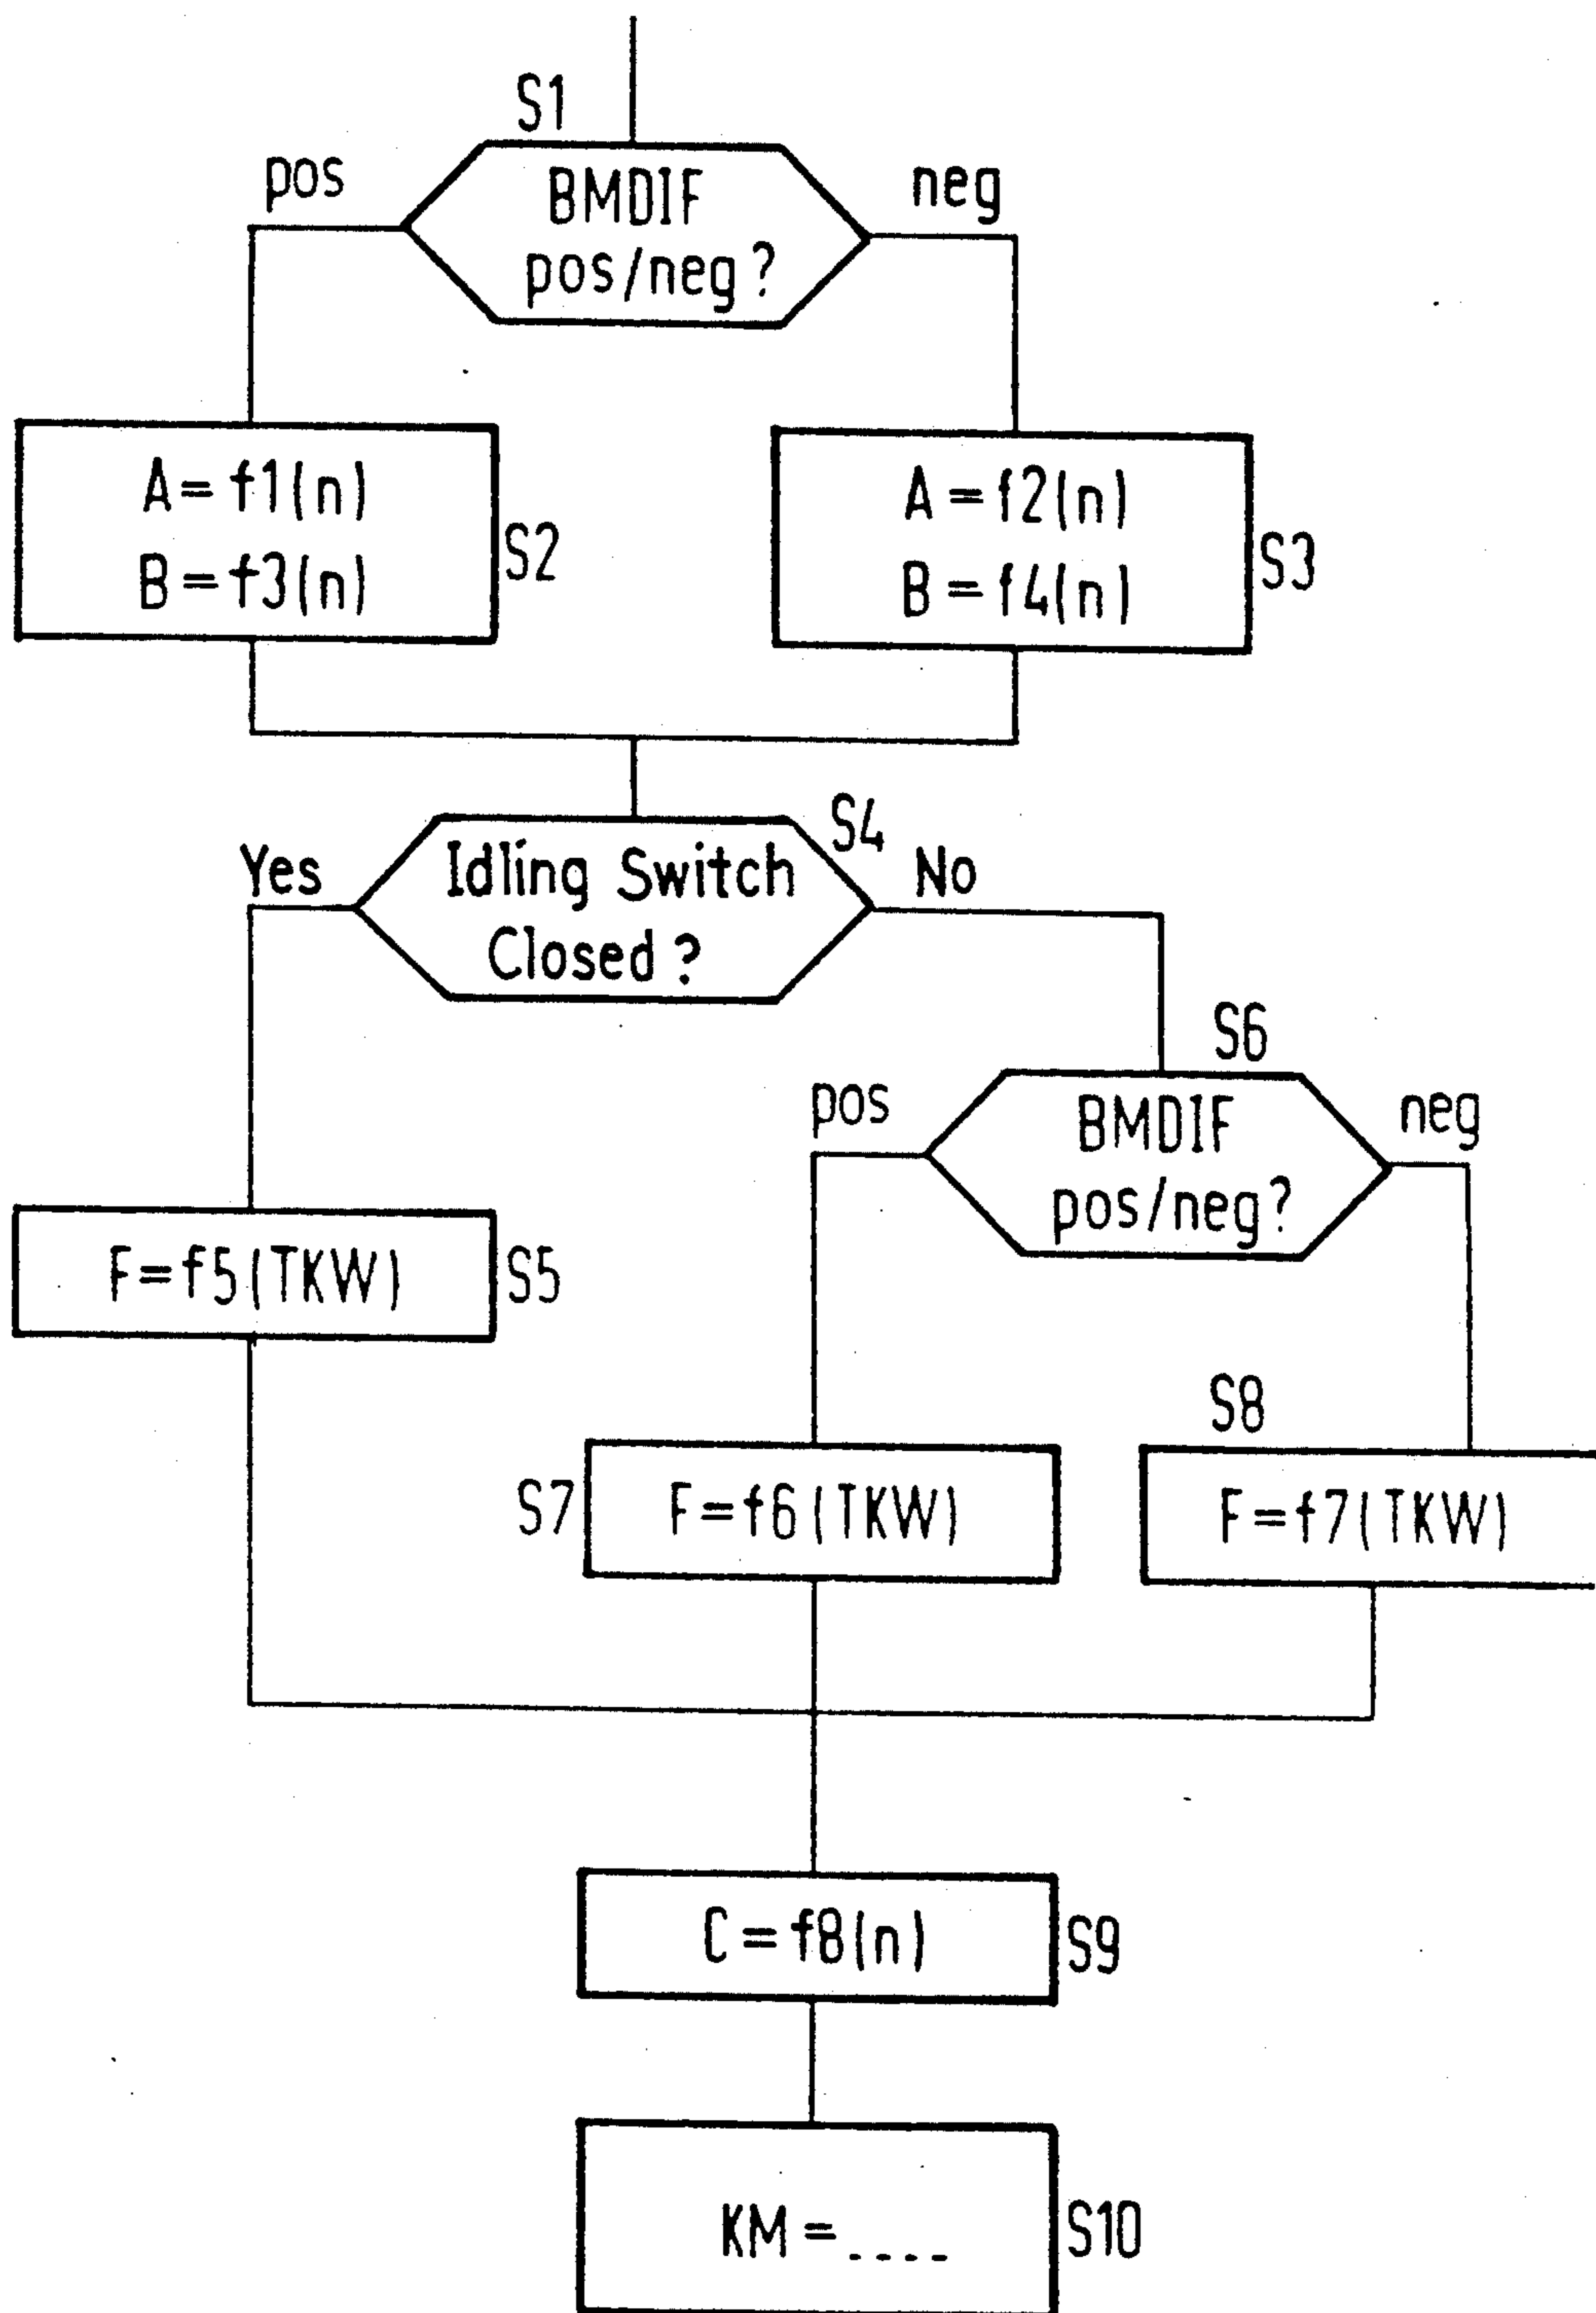 S1
pos
BMDIF
pos/neg?
neg
A=f1(n)
B=f3(n)
S2
A=f2(n)
B=f4(n)
S3
S4
Yes
Idling Switch
Closed?
No
S6
pos
BMDIF
pos/neg?
neg
F=f5(TKW)
S5
S8
S7
F=f6(TKW)
F=f7(TKW)
C=f8(n)
S9
KM=----
S10